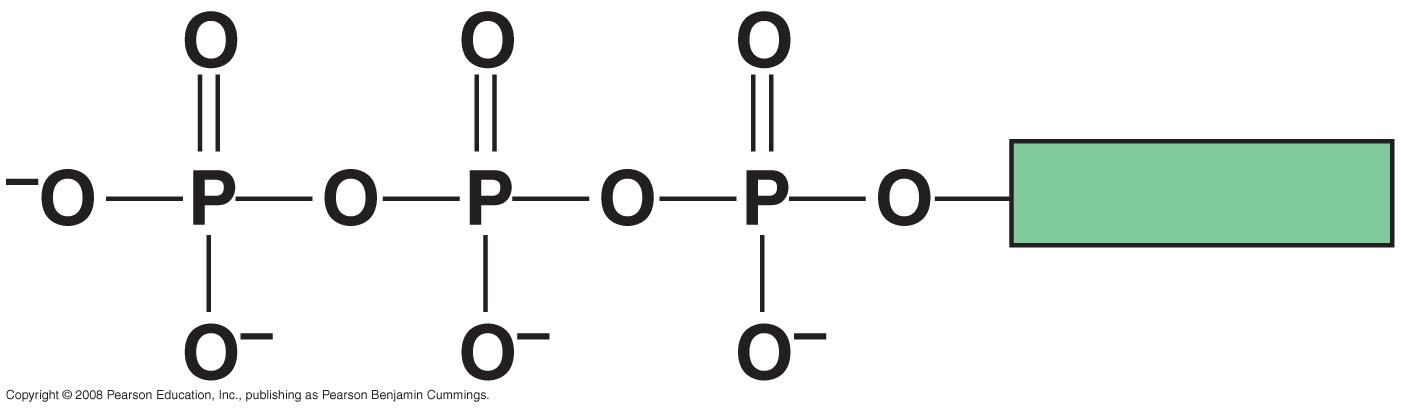 O O O
⁻O P O P O P O
O⁻ O⁻ O⁻
Copyright © 2008 Pearson Education, Inc., publishing as Pearson Benjamin Cummings.